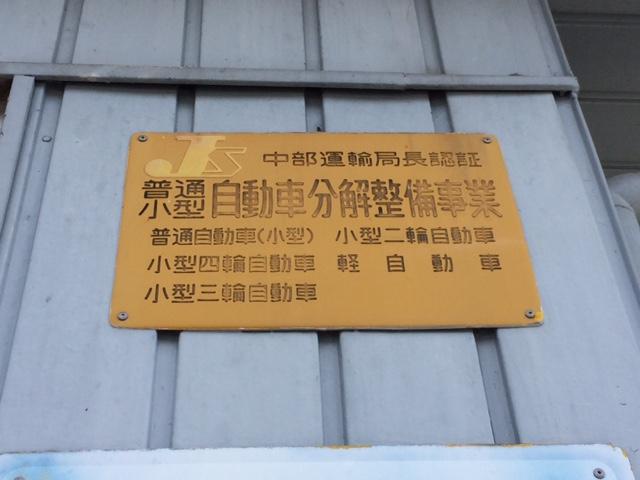 JS 中部運輸局長認証
普通
小型 自動車分解整備事業
普通自動車(小型) 小型二輪自動車
小型四輪自動車 軽自動車
小型三輪自動車